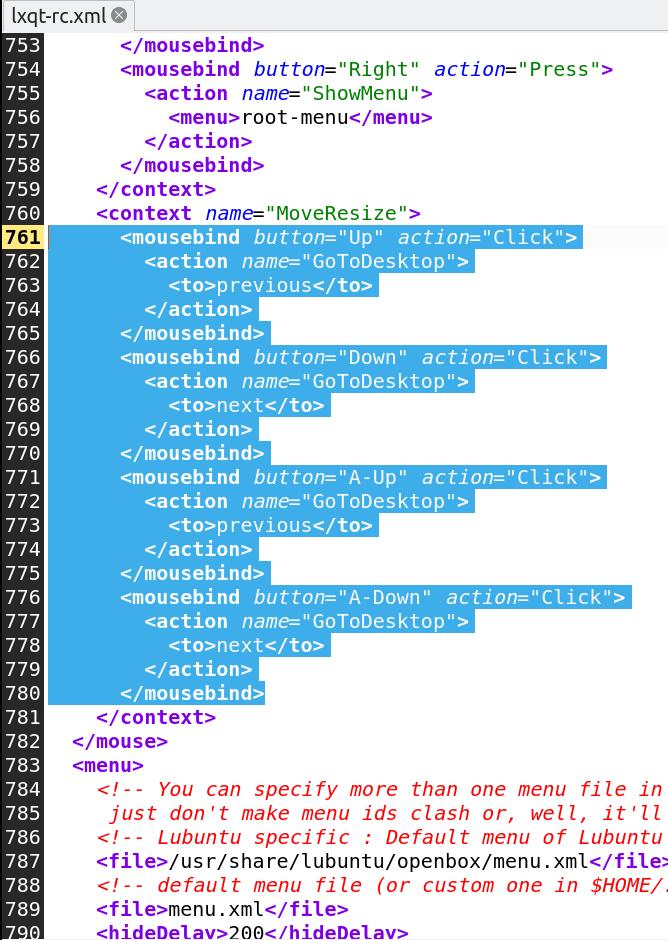 lxqt-rc.xml
753 </mousebind>
754 <mousebind button="Right" action="Press">
755 <action name="ShowMenu">
756 <menu>root-menu</menu>
757 </action>
758 </mousebind>
759 </context>
760 <context name="MoveResize">
761 <mousebind button="Up" action="Click">
762 <action name="GoToDesktop">
763 <to>previous</to>
764 </action>
765 </mousebind>
766 <mousebind button="Down" action="Click">
767 <action name="GoToDesktop">
768 <to>next</to>
769 </action>
770 </mousebind>
771 <mousebind button="A-Up" action="Click">
772 <action name="GoToDesktop">
773 <to>previous</to>
774 </action>
775 </mousebind>
776 <mousebind button="A-Down" action="Click">
777 <action name="GoToDesktop">
778 <to>next</to>
779 </action>
780 </mousebind>
781 </context>
782 </mouse>
783 <menu>
784 <!-- You can specify more than one menu file in
785 just don't make menu ids clash or, well, it'll
786 <!-- Lubuntu specific : Default menu of Lubuntu
787 <file>/usr/share/lubuntu/openbox/menu.xml</file>
788 <!-- default menu file (or custom one in $HOME/.
789 <file>menu.xml</file>
790 <hideDelay>200</hideDelay>